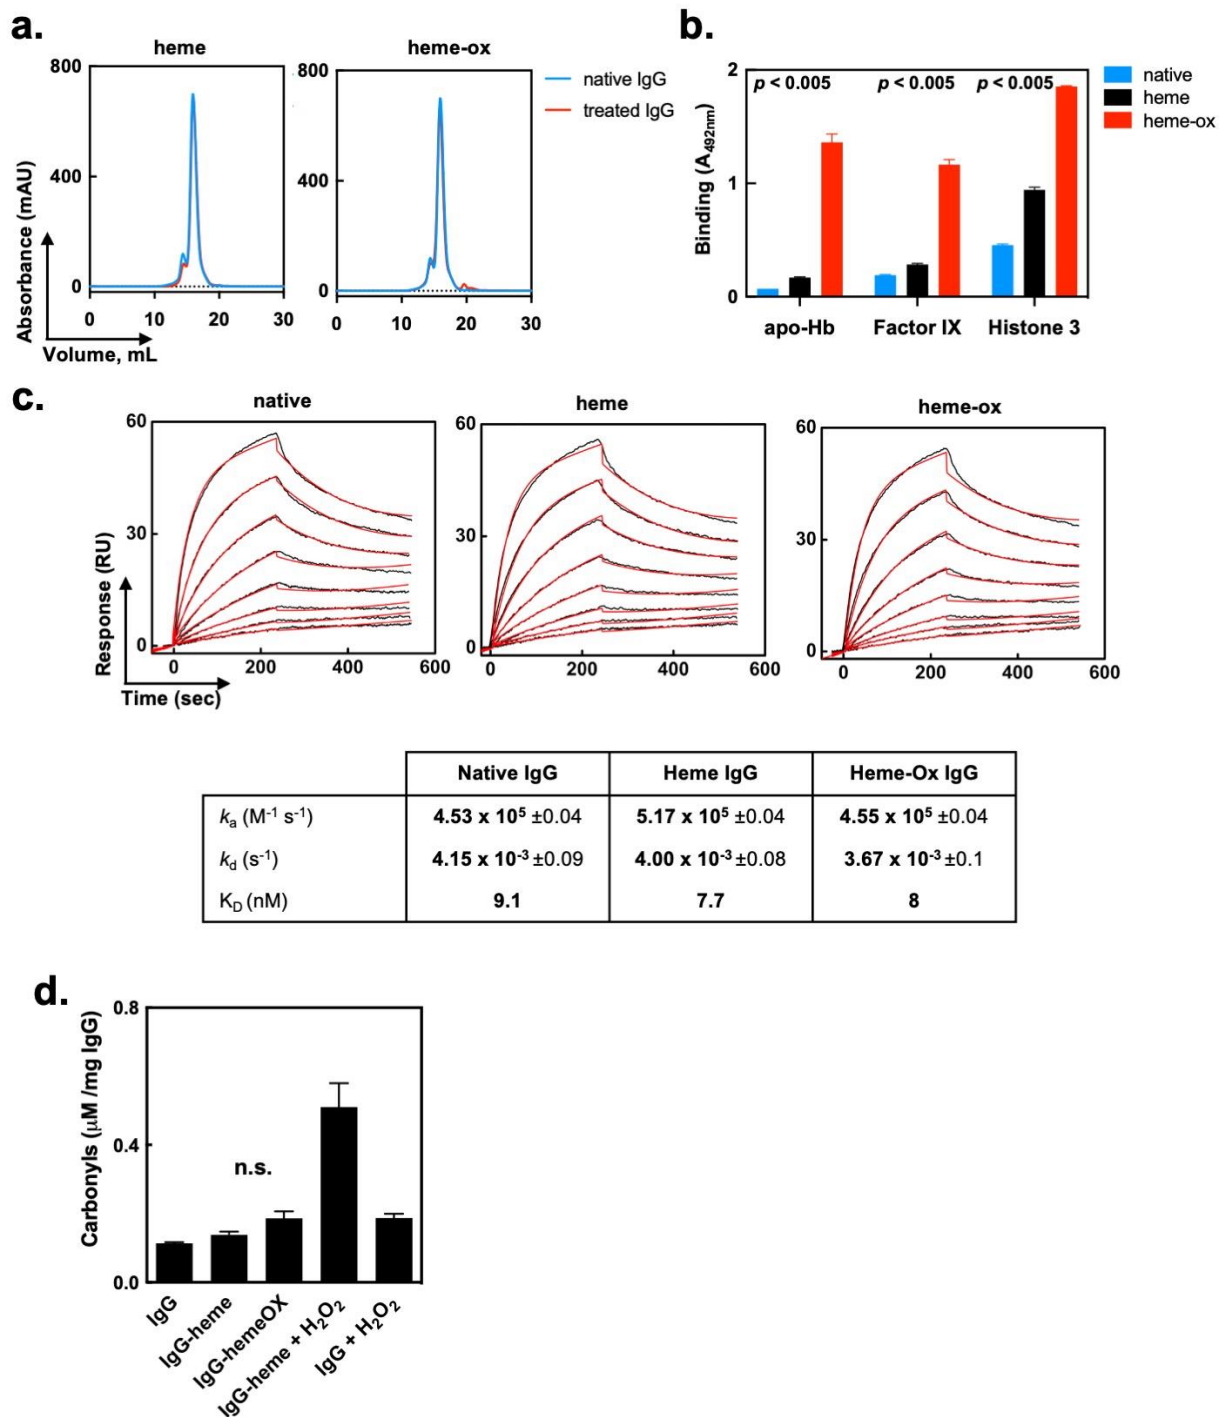 a.
heme
heme-ox
800
400
0
0 10 20 30
800
400
0
0 10 20 30
Absorbance (mAU)
Volume, mL
native IgG
treated IgG
b.
2
1
0
Binding (A492nm)
p < 0.005
p < 0.005
p < 0.005
apo-Hb
Factor IX
Histone 3
native
heme
heme-ox
c.
native
heme
heme-ox
60
30
0
0 200 400 600
60
30
0
0 200 400 600
60
30
0
0 200 400 600
Response (RU)
Time (sec)
Native IgG Heme IgG Heme-Ox IgG
ka (M-1 s-1) 4.53 x 10⁵ ±0.04 5.17 x 10⁵ ±0.04 4.55 x 10⁵ ±0.04
kd (s-1) 4.15 x 10-3 ±0.09 4.00 x 10-3 ±0.08 3.67 x 10-3 ±0.1
KD (nM) 9.1 7.7 8
d.
0.8
0.4
0.0
Carbonyls (μM /mg IgG)
n.s.
IgG
IgG-heme
IgG-hemeOX
IgG-heme + H₂O₂
IgG + H₂O₂